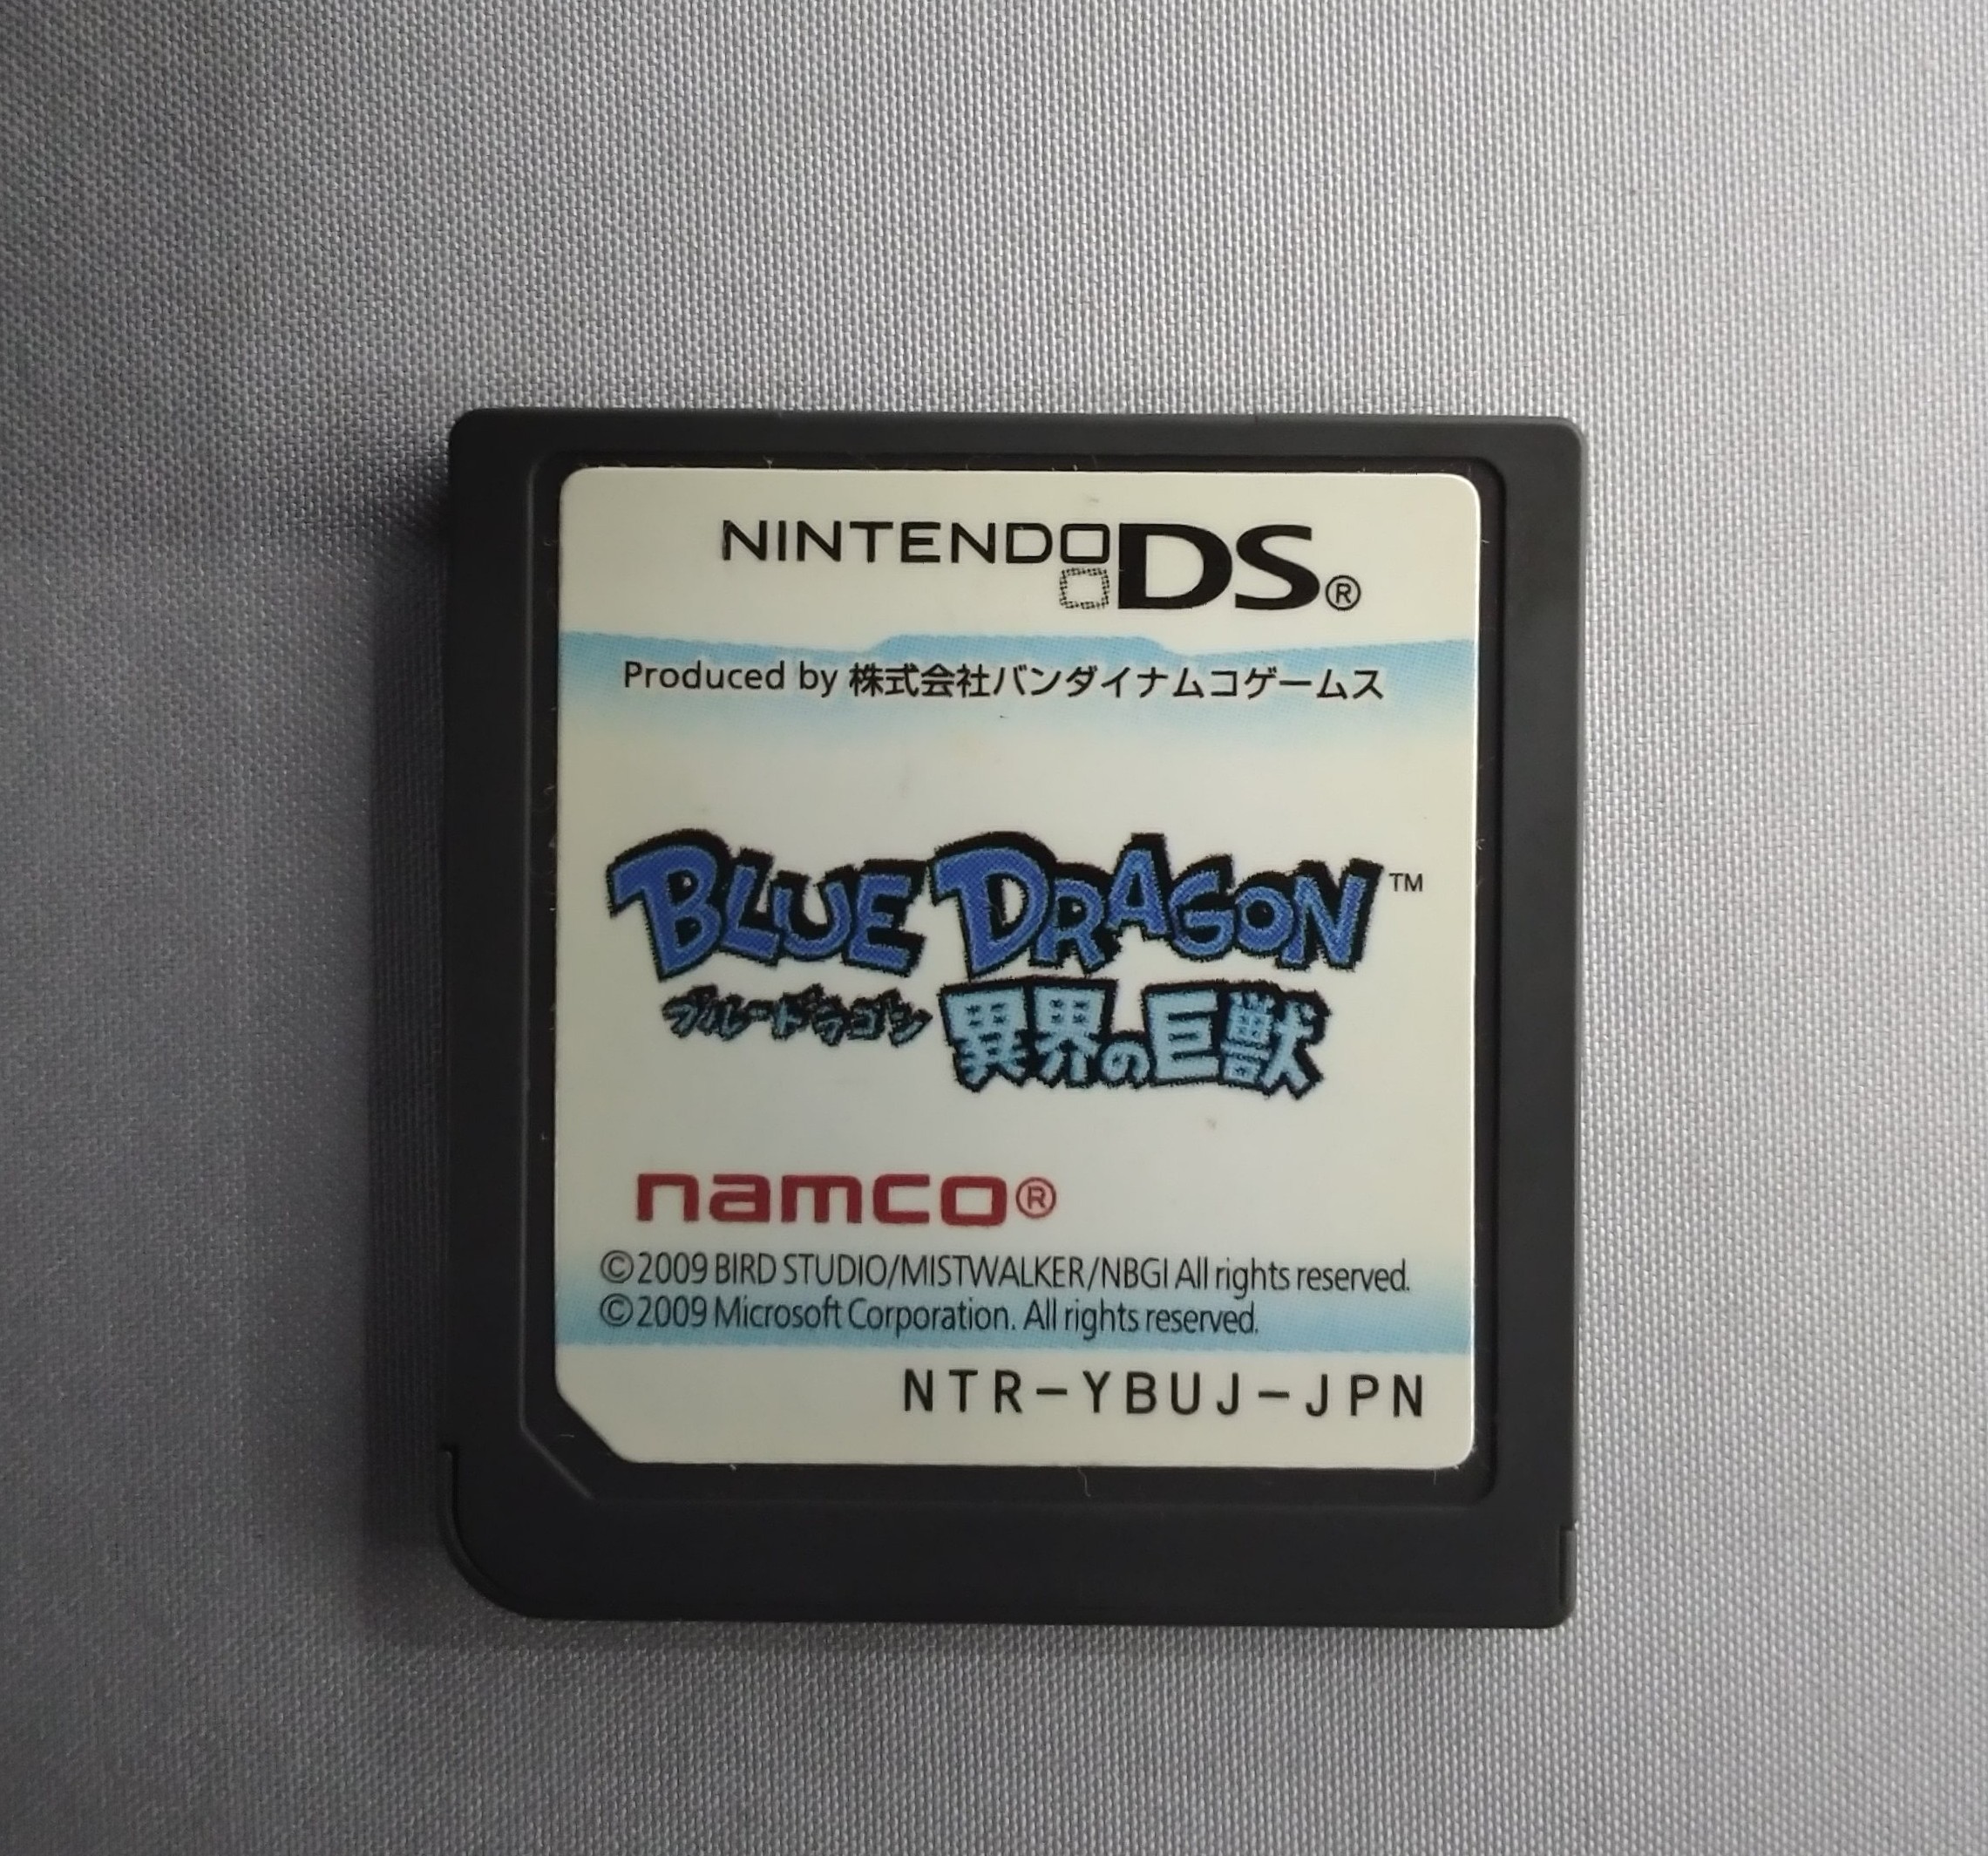 NINTENDO DS®
Produced by 株式会社バンダイナムコゲームス
BLUE DRAGON™
ブルードラゴン 異界の巨獣
namco®
©2009 BIRD STUDIO/MISTWALKER/NBGI All rights reserved.
©2009 Microsoft Corporation. All rights reserved.
NTR-YBUJ-JPN